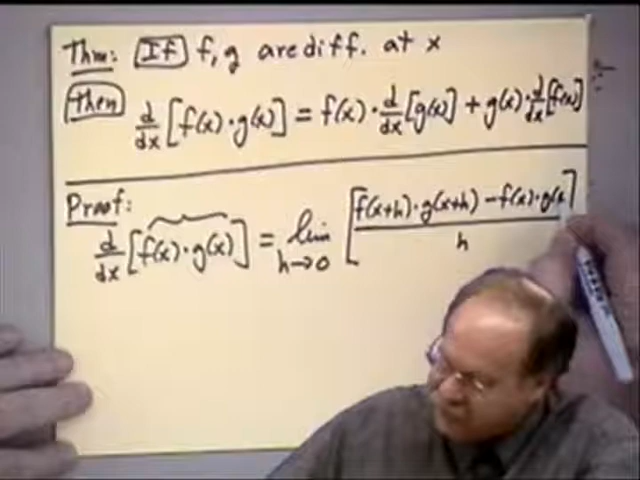 Thm: If f,g are diff. at x
then d/dx [f(x)·g(x)] = f(x)·d/dx [g(x)] + g(x)·d/dx [f(x)]
Proof:
d/dx [f(x)·g(x)] = lim h→0 [f(x+h)·g(x+h) − f(x)·g(x / h]